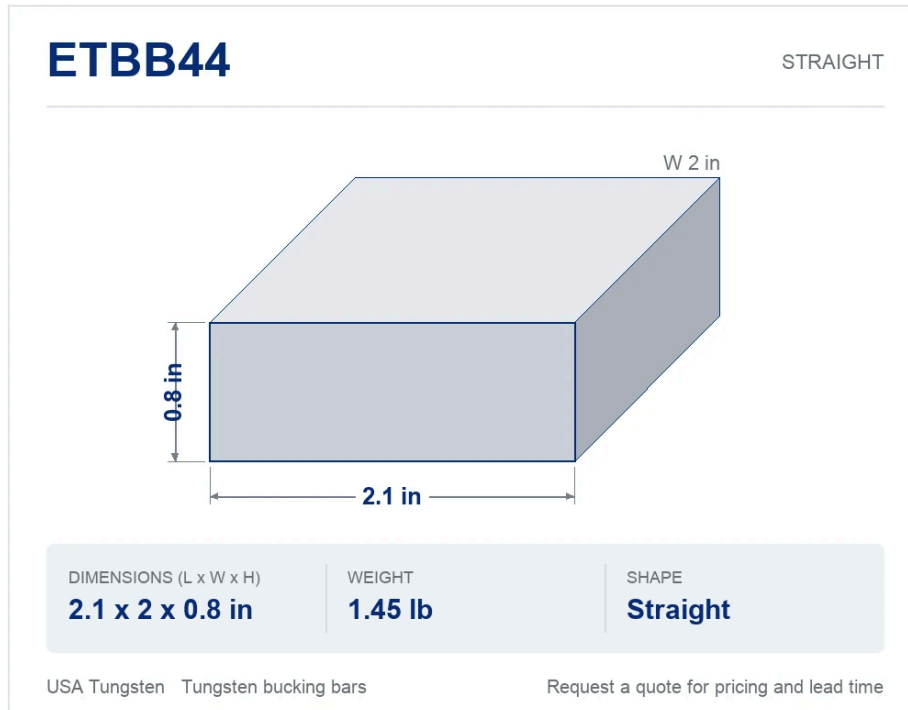 ETBB44
STRAIGHT
W 2 in
0.8 in
2.1 in
DIMENSIONS (L x W x H)
2.1 x 2 x 0.8 in
WEIGHT
1.45 lb
SHAPE
Straight
USA Tungsten Tungsten bucking bars
Request a quote for pricing and lead time